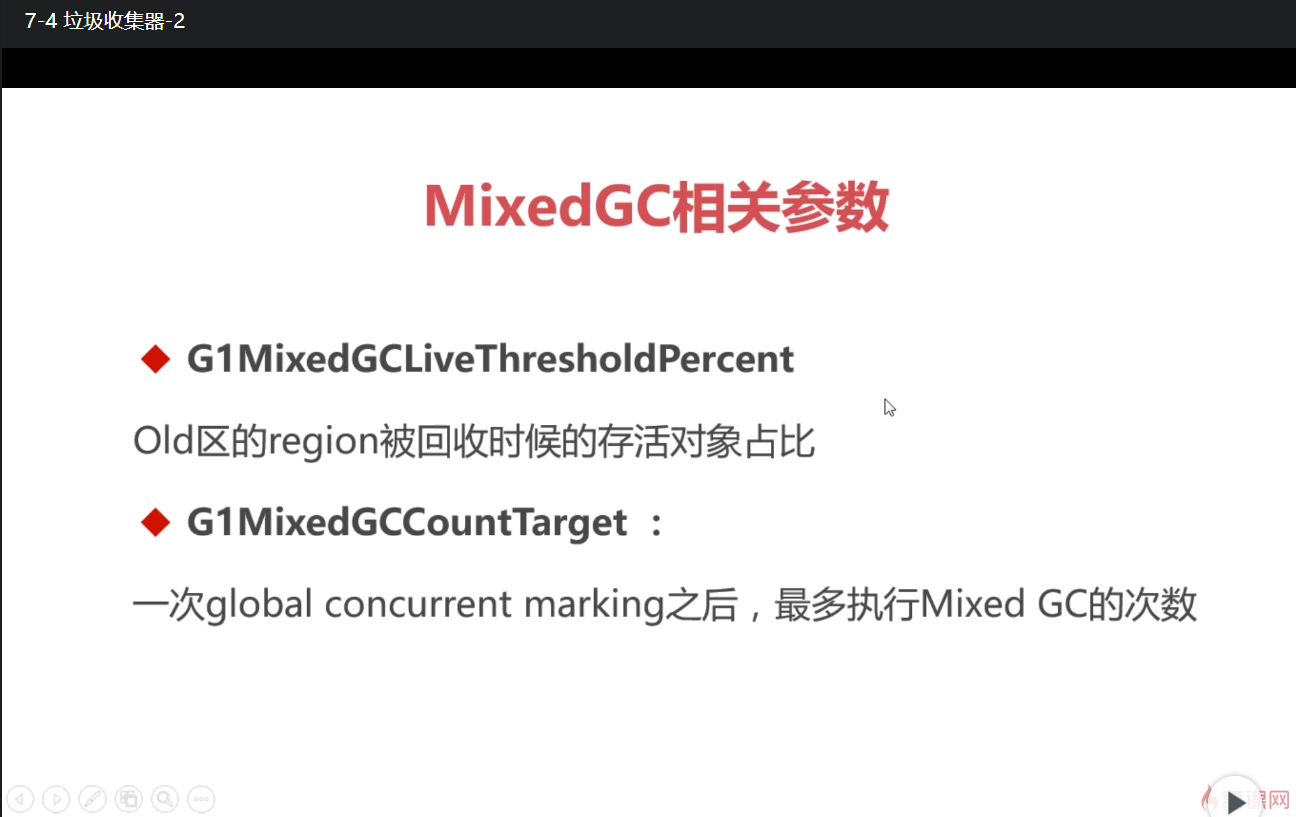 7-4 垃圾收集器-2
MixedGC相关参数
G1MixedGCLiveThresholdPercent
Old区的region被回收时候的存活对象占比
G1MixedGCCountTarget ：
一次global concurrent marking之后，最多执行Mixed GC的次数
课网